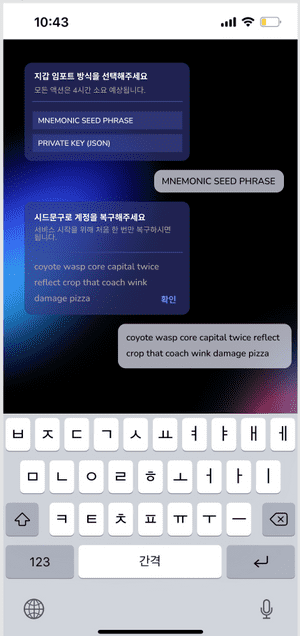 10:43
지갑 임포트 방식을 선택해주세요
모든 액션은 4시간 소요 예상됩니다.
MNEMONIC SEED PHRASE
PRIVATE KEY (JSON)
MNEMONIC SEED PHRASE
시드문구로 계정을 복구해주세요
서비스 시작을 위해 처음 한 번만 복구하시면
됩니다.
coyote wasp core capital twice
reflect crop that coach wink
damage pizza
확인
coyote wasp core capital twice reflect
crop that coach wink damage pizza
ㅂ ㅈ ㄷ ㄱ ㅅ ㅛ ㅕ ㅑ ㅐ ㅔ
ㅁ ㄴ ㅇ ㄹ ㅎ ㅗ ㅓ ㅏ ㅣ
ㅋ ㅌ ㅊ ㅍ ㅠ ㅜ ㅡ
123 간격